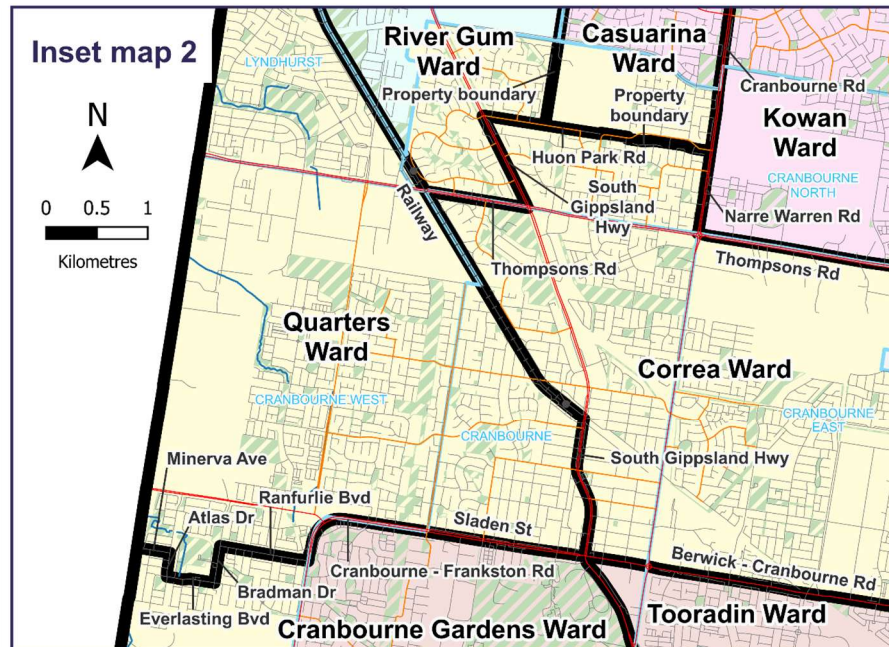 Inset map 2
River Gum
Ward
Casuarina
Ward
LYNDHURST
Property boundary
Property
boundary
Cranbourne Rd
Kowan
Ward
N
Huon Park Rd
CRANBOURNE
NORTH
0 0.5 1
Kilometres
Railway
South
Gippsland
Hwy
Narre Warren Rd
Thompsons Rd
Thompsons Rd
Quarters
Ward
Correa Ward
CRANBOURNE WEST
CRANBOURNE
CRANBOURNE
EAST
Minerva Ave
South Gippsland Hwy
Ranfurlie Bvd
Atlas Dr
Sladen St
Berwick - Cranbourne Rd
Cranbourne - Frankston Rd
Bradman Dr
Everlasting Bvd
Tooradin Ward
Cranbourne Gardens Ward